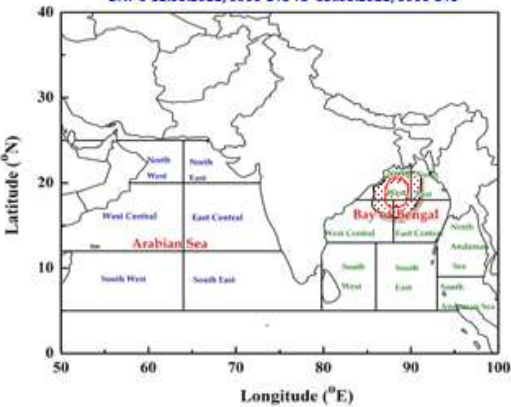 40
30
20
10
0
50
60
70
80
90
100
Latitude (°N)
Longitude (°E)
North
West
North
East
West Central
East Central
Arabian Sea
South West
South East
West
Bay of Bengal
West Central
East Central
South
West
South
East
North
Andaman
Sea
South
Andaman Sea